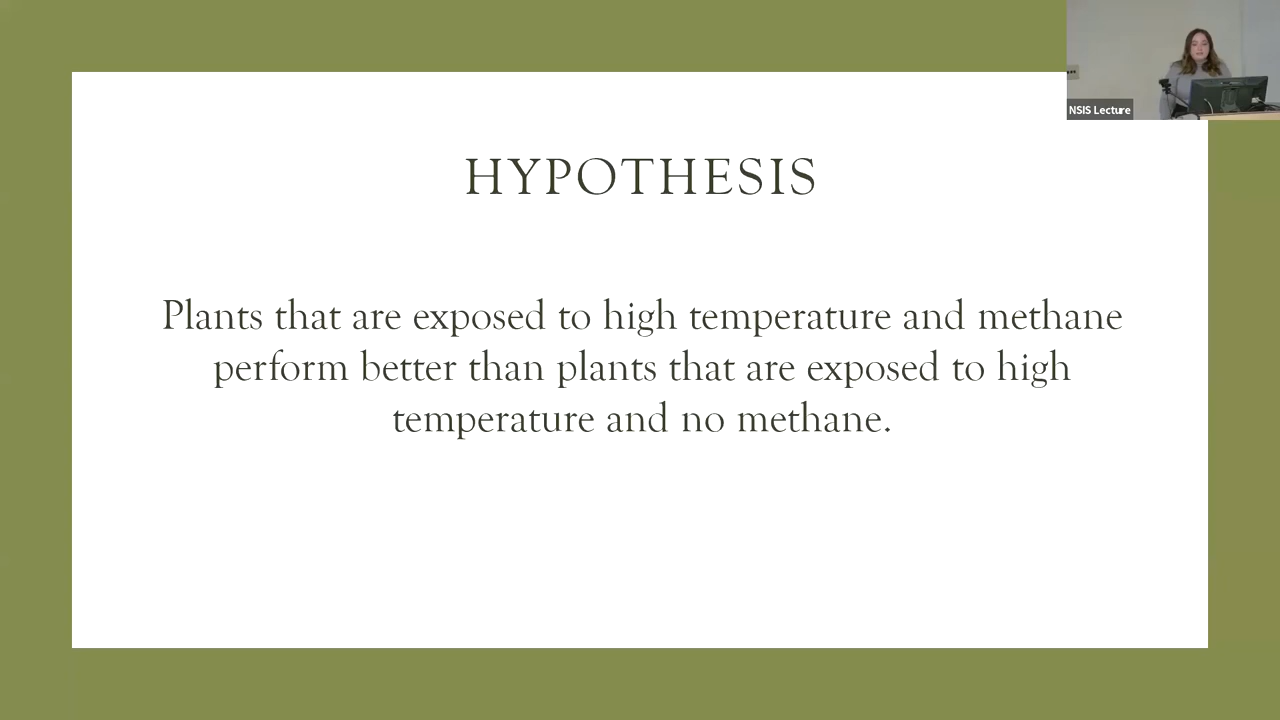 NSIS Lecture
HYPOTHESIS
Plants that are exposed to high temperature and methane
perform better than plants that are exposed to high
temperature and no methane.